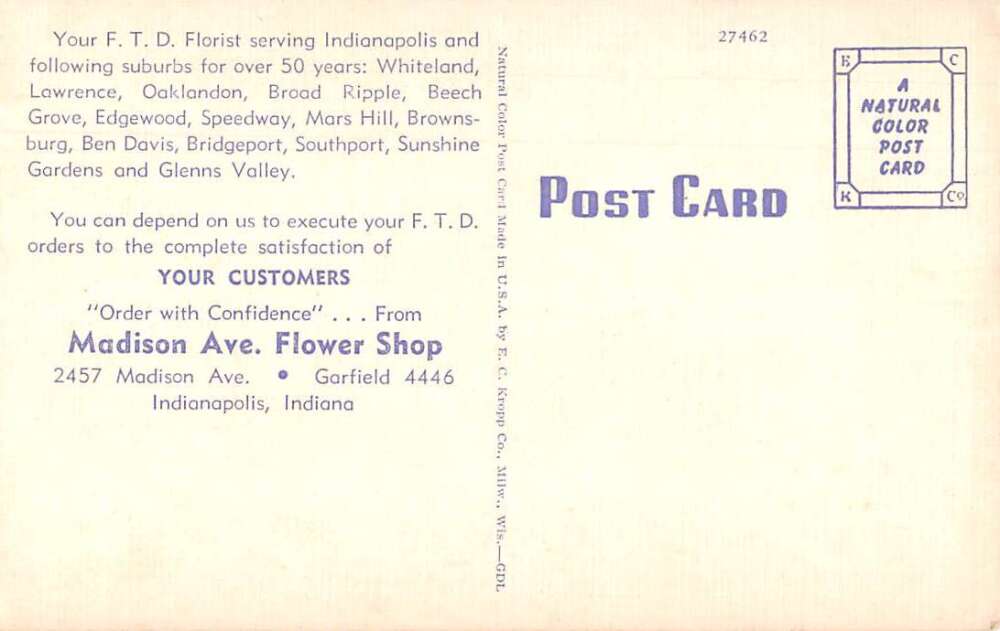 Your F. T. D. Florist serving Indianapolis and
following suburbs for over 50 years: Whiteland,
Lawrence, Oaklandon, Broad Ripple, Beech
Grove, Edgewood, Speedway, Mars Hill, Browns-
burg, Ben Davis, Bridgeport, Southport, Sunshine
Gardens and Glenns Valley.
You can depend on us to execute your F. T. D.
orders to the complete satisfaction of
YOUR CUSTOMERS
"Order with Confidence" . . . From
Madison Ave. Flower Shop
2457 Madison Ave. • Garfield 4446
Indianapolis, Indiana
Natural Color Post Card Made in U.S.A. by E. C. Kropp Co., Milw., Wis.—GDL
27462
POST CARD
E C
A
NATURAL
COLOR
POST
CARD
K Co.